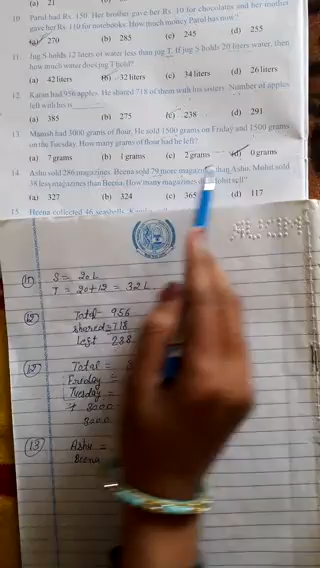 (a) 21
10. Parul had Rs. 150. Her brother gave her Rs. 10 for chocolates and her mother
gave her Rs. 110 for notebooks. How much money Parul has now?
(a) 270 (b) 285 (c) 245 (d) 255
11. Jug S holds 12 liters of water less than jug T. If jug S holds 20 liters water, then
how much water does jug T hold?
(a) 42 liters (b) 32 liters (c) 34 liters (d) 26 liters
12. Karan had 956 apples. He shared 718 of them with his sisters. Number of apples
left with his is
(a) 385 (b) 275 (c) 238 (d) 291
13. Manish had 3000 grams of flour. He sold 1500 grams on Friday and 1500 grams
on the Tuesday. How many grams of flour had he left?
(a) 7 grams (b) 1 grams (c) 2 grams (d) 0 grams
14. Ashu sold 286 magazines. Beena sold 79 more magazines than Ashu. Mohit sold
38 less magazines than Beena. How many magazines did Mohit sell?
(a) 327 (b) 324 (c) 365 (d) 117
15. Heena collected 46 seashells.
(11) S = 20 L
T = 20+12 = 32 L
(12) Total = 956
shared = 718
Left 238
(12) Total =
Friday =
Tuesday =
3000
3000
(13) Ashu =
Beena